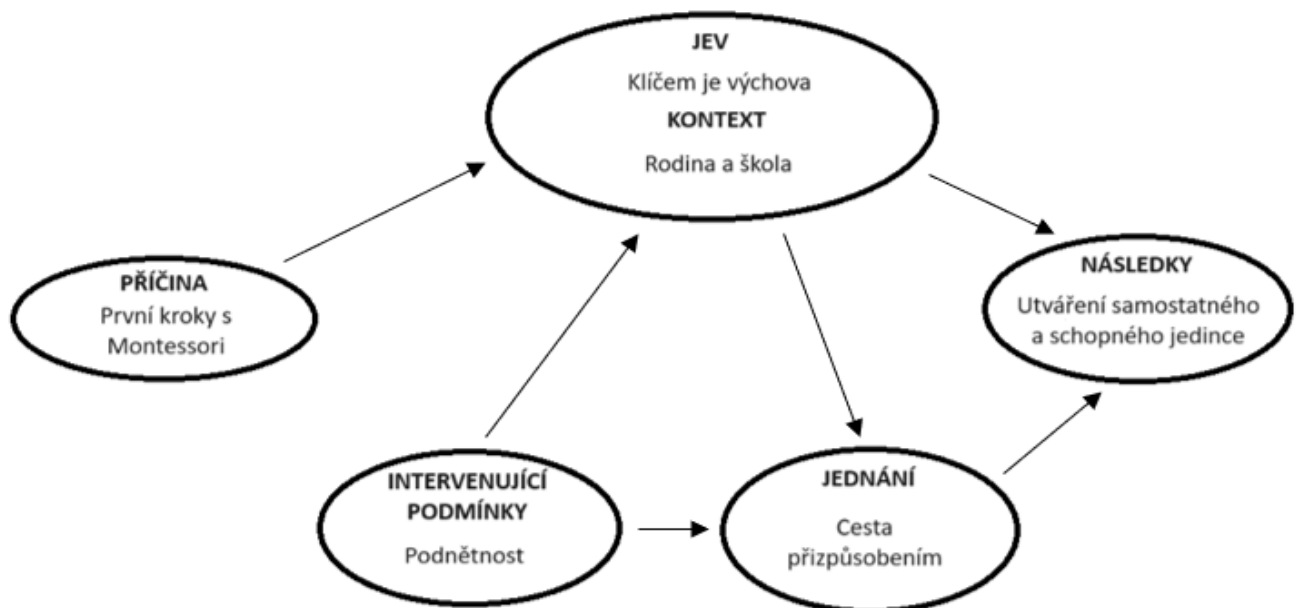 JEV
Klíčem je výchova
KONTEXT
Rodina a škola
PŘÍČINA
První kroky s
Montessori
NÁSLEDKY
Utváření samostatného
a schopného jedince
INTERVENUJÍCÍ
PODMÍNKY
Podnětnost
JEDNÁNÍ
Cesta
přizpůsobením